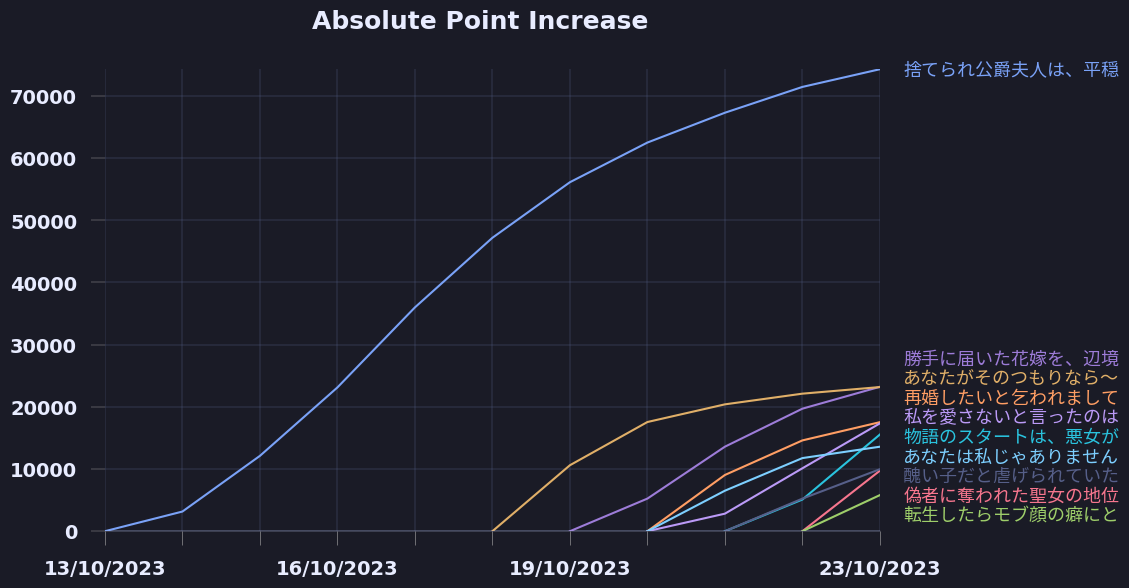 Absolute Point Increase
70000
60000
50000
40000
30000
20000
10000
0
13/10/2023
16/10/2023
19/10/2023
23/10/2023
捨てられ公爵夫人は、平穏
勝手に届いた花嫁を、辺境
あなたがそのつもりなら～
再婚したいと乞われまして
私を愛さないと言ったのは
物語のスタートは、悪女が
あなたは私じゃありません
醜い子だと虐げられていた
偽者に奪われた聖女の地位
転生したらモブ顔の癖にと